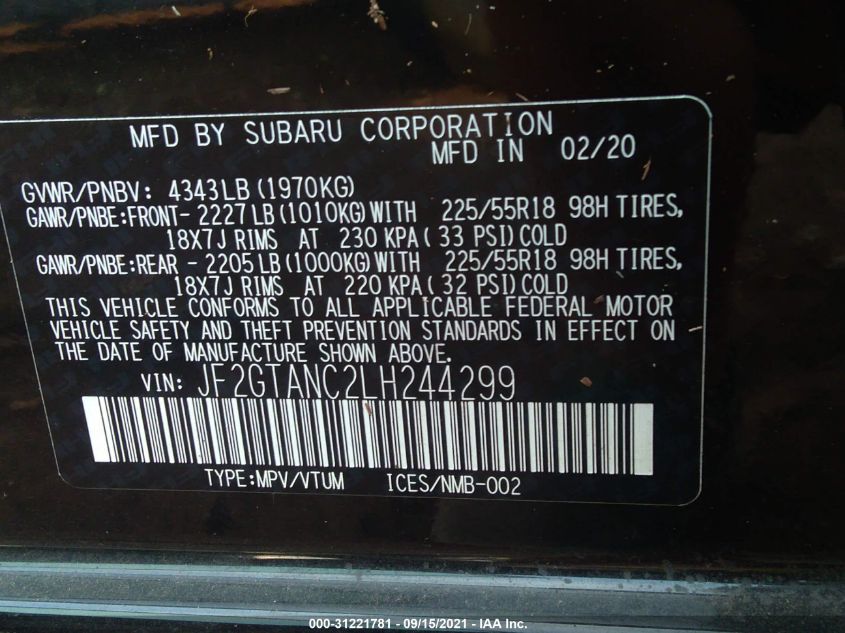 MFD BY SUBARU CORPORATION
MFD IN 02/20
GVWR/PNBV: 4343LB (1970KG)
GAWR/PNBE:FRONT- 2227 LB (1010KG) WITH 225/55R18 98H TIRES,
18X7J RIMS AT 230 KPA ( 33 PSI) COLD
GAWR/PNBE:REAR - 2205 LB (1000KG) WITH 225/55R18 98H TIRES,
18X7J RIMS AT 220 KPA ( 32 PSI) COLD
THIS VEHICLE CONFORMS TO ALL APPLICABLE FEDERAL MOTOR
VEHICLE SAFETY AND THEFT PREVENTION STANDARDS IN EFFECT ON
THE DATE OF MANUFACTURE SHOWN ABOVE.
VIN: JF2GTANC2LH244299
TYPE:MPV/VTUM ICES/NMB-002
000-31221781 - 09/15/2021 - IAA Inc.